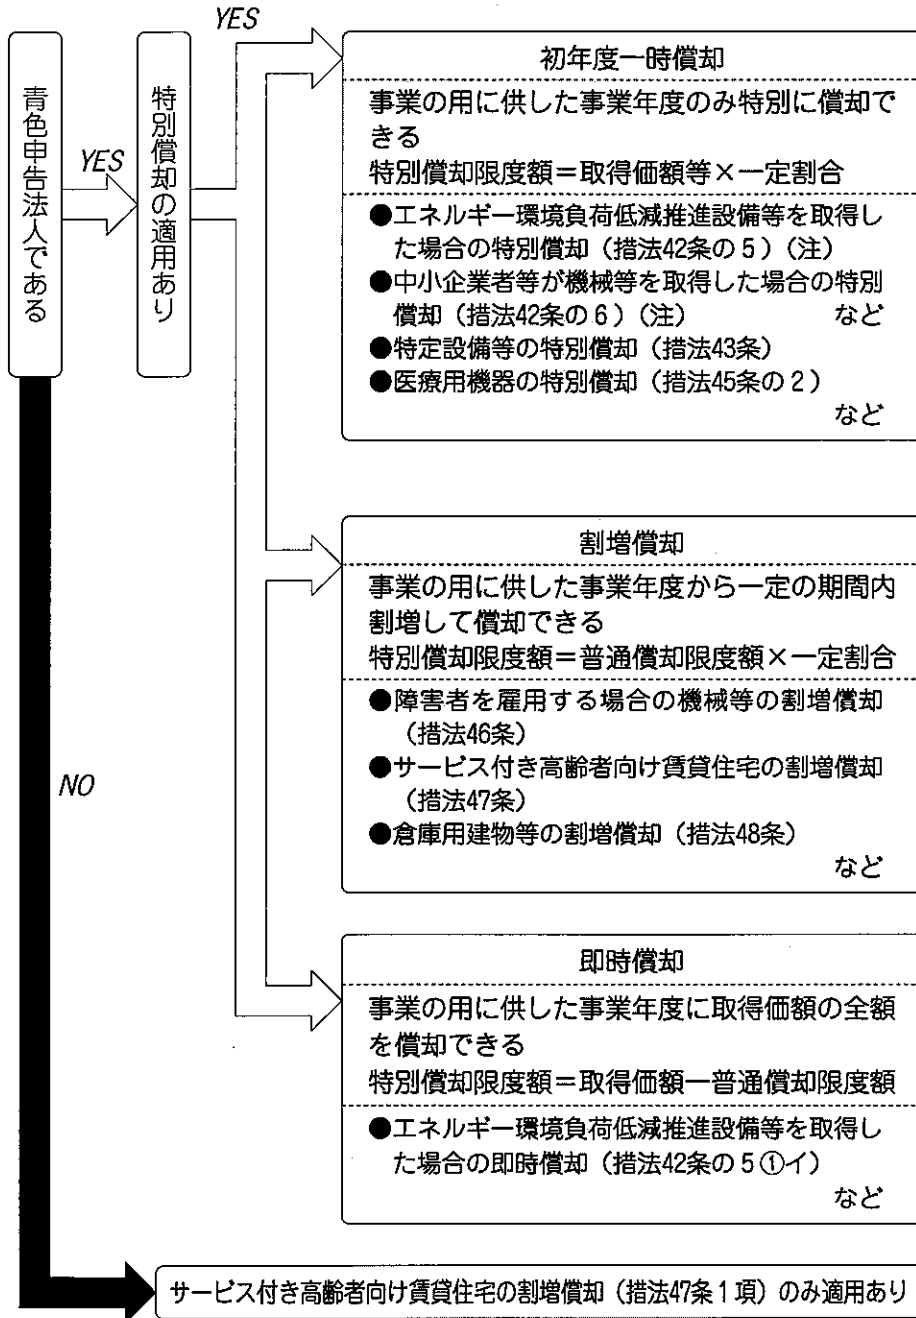 YES
青色申告法人である
YES
特別償却の適用あり
初年度一時償却
事業の用に供した事業年度のみ特別に償却で
きる
特別償却限度額＝取得価額等×一定割合
●エネルギー環境負荷低減推進設備等を取得し
た場合の特別償却（措法42条の5）（注）
●中小企業者等が機械等を取得した場合の特別
償却（措法42条の6）（注） など
●特定設備等の特別償却（措法43条）
●医療用機器の特別償却（措法45条の2）
など
割増償却
事業の用に供した事業年度から一定の期間内
割増して償却できる
特別償却限度額＝普通償却限度額×一定割合
●障害者を雇用する場合の機械等の割増償却
（措法46条）
●サービス付き高齢者向け賃貸住宅の割増償却
（措法47条）
●倉庫用建物等の割増償却（措法48条）
など
NO
即時償却
事業の用に供した事業年度に取得価額の全額
を償却できる
特別償却限度額＝取得価額－普通償却限度額
●エネルギー環境負荷低減推進設備等を取得し
た場合の即時償却（措法42条の5①イ）
など
サービス付き高齢者向け賃貸住宅の割増償却（措法47条1項）のみ適用あり